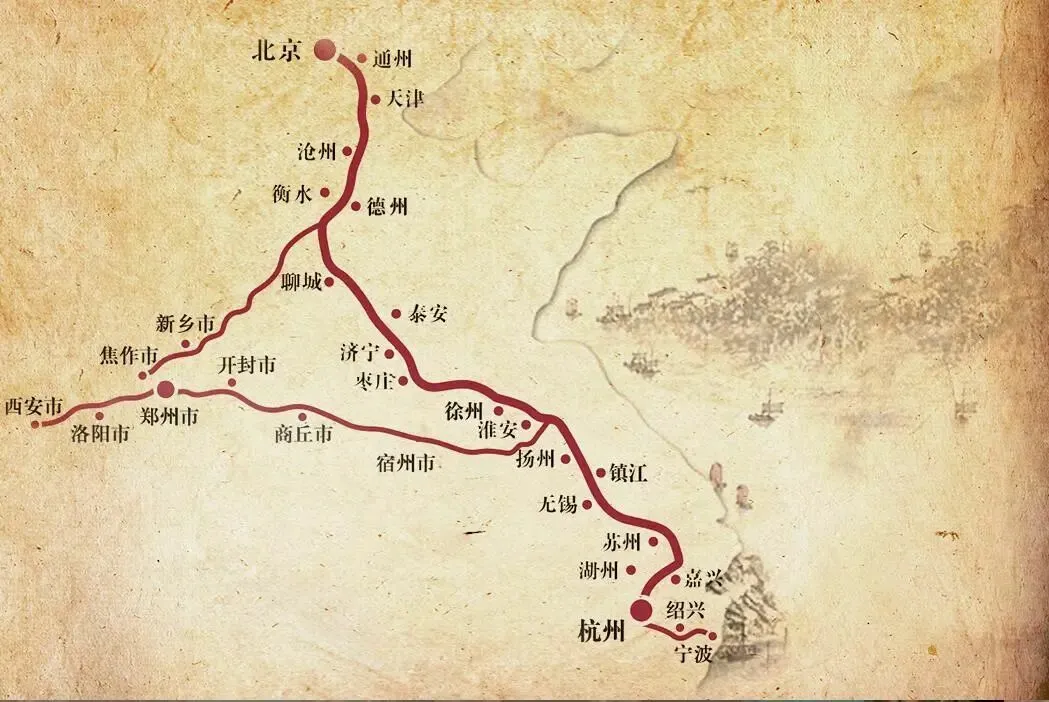 北京
通州
天津
沧州
衡水
德州
聊城
泰安
新乡市
济宁
焦作市
开封市
枣庄
西安市
郑州市
徐州
洛阳市
商丘市
淮安
宿州市
扬州
镇江
无锡
苏州
湖州
嘉兴
绍兴
杭州
宁波